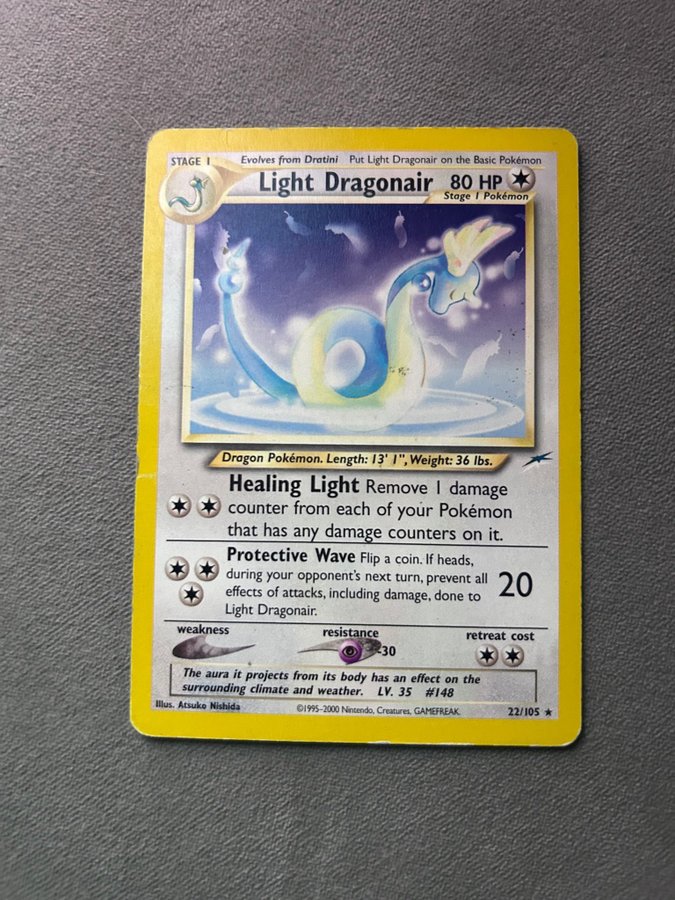 STAGE 1 Evolves from Dratini Put Light Dragonair on the Basic Pokémon
Light Dragonair 80 HP
Stage 1 Pokémon
Dragon Pokémon. Length: 13' 1", Weight: 36 lbs.
Healing Light Remove 1 damage
counter from each of your Pokémon
that has any damage counters on it.
Protective Wave Flip a coin. If heads,
during your opponent's next turn, prevent all
effects of attacks, including damage, done to
Light Dragonair.
20
weakness resistance retreat cost
-30
The aura it projects from its body has an effect on the
surrounding climate and weather. LV. 35 #148
Illus. Atsuko Nishida ©1995-2000 Nintendo, Creatures, GAMEFREAK. 22/105 ★